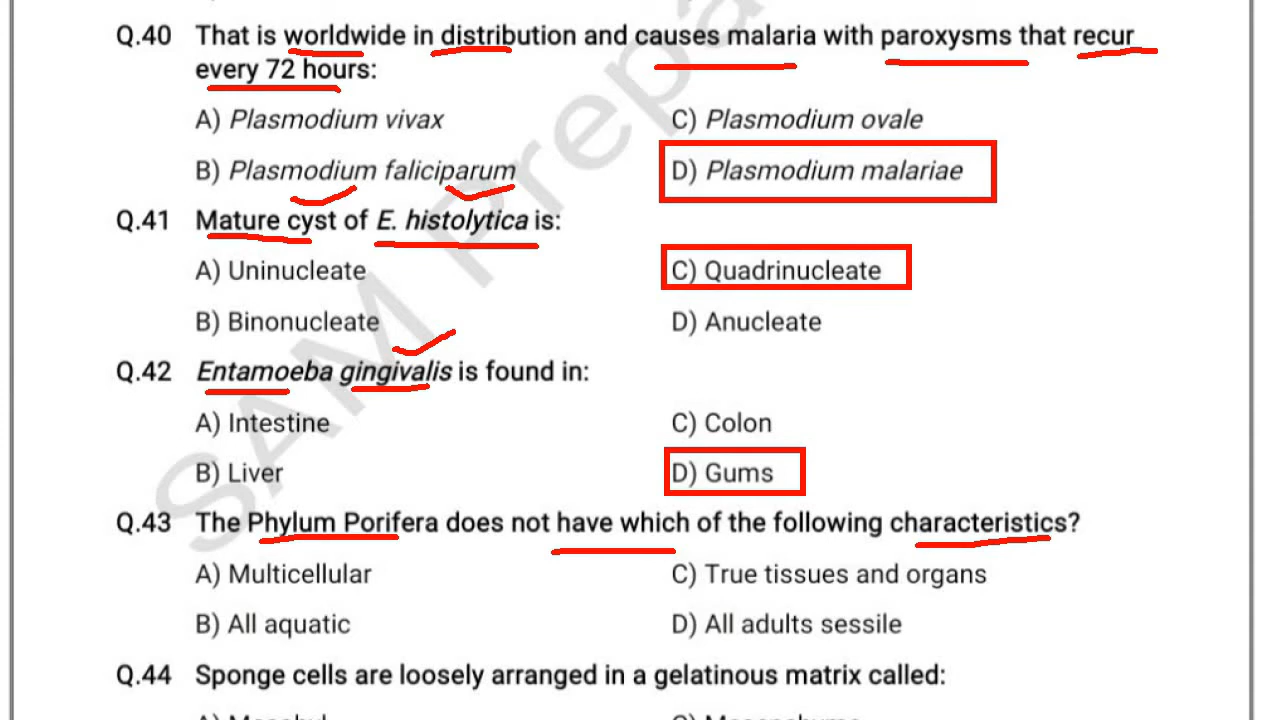 Q.40 That is worldwide in distribution and causes malaria with paroxysms that recur
every 72 hours:
A) Plasmodium vivax C) Plasmodium ovale
B) Plasmodium faliciparum D) Plasmodium malariae
Q.41 Mature cyst of E. histolytica is:
A) Uninucleate C) Quadrinucleate
B) Binonucleate D) Anucleate
Q.42 Entamoeba gingivalis is found in:
A) Intestine C) Colon
B) Liver D) Gums
Q.43 The Phylum Porifera does not have which of the following characteristics?
A) Multicellular C) True tissues and organs
B) All aquatic D) All adults sessile
Q.44 Sponge cells are loosely arranged in a gelatinous matrix called:
SAM Prepa